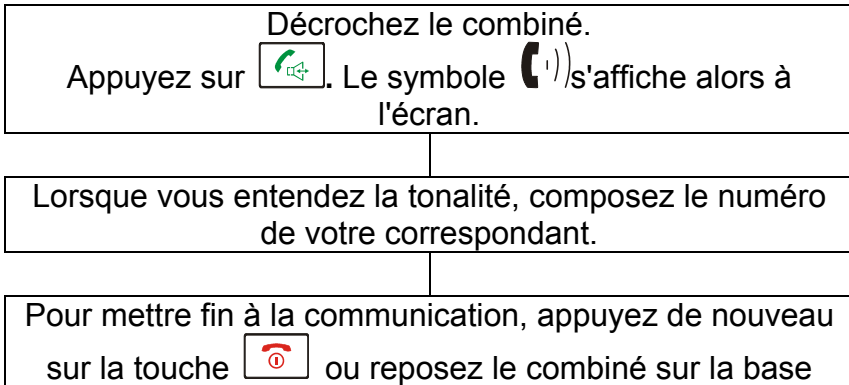 Décrochez le combiné.
Appuyez sur . Le symbole s'affiche alors à
l'écran.
Lorsque vous entendez la tonalité, composez le numéro
de votre correspondant.
Pour mettre fin à la communication, appuyez de nouveau
sur la touche ou reposez le combiné sur la base